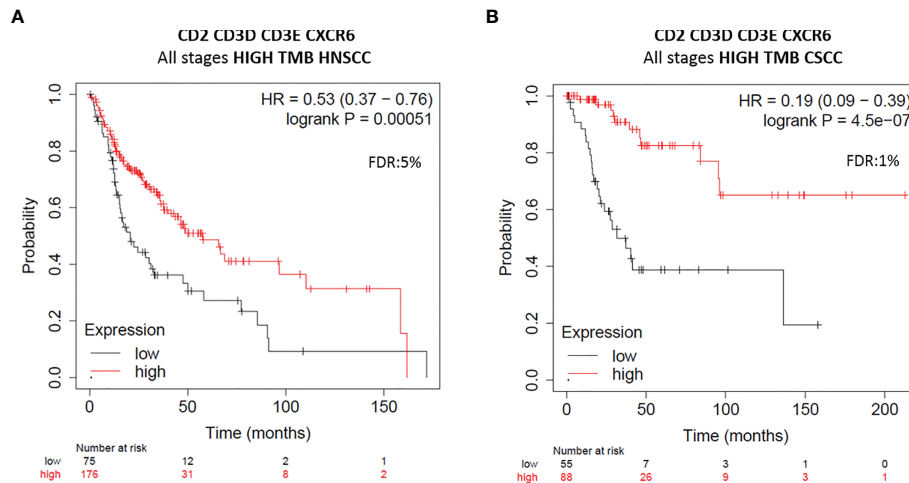 A
CD2 CD3D CD3E CXCR6
All stages HIGH TMB HNSCC
HR = 0.53 (0.37 − 0.76)
logrank P = 0.00051
FDR:5%
Probability
1.0
0.8
0.6
0.4
0.2
0.0
Expression
low
high
0 50 100 150
Time (months)
Number at risk
low 75 12 2 1
high 176 31 8 2
B
CD2 CD3D CD3E CXCR6
All stages HIGH TMB CSCC
HR = 0.19 (0.09 − 0.39)
logrank P = 4.5e−07
FDR:1%
Probability
1.0
0.8
0.6
0.4
0.2
0.0
Expression
low
high
0 50 100 150 200
Time (months)
Number at risk
low 55 7 3 1 0
high 88 26 9 3 1